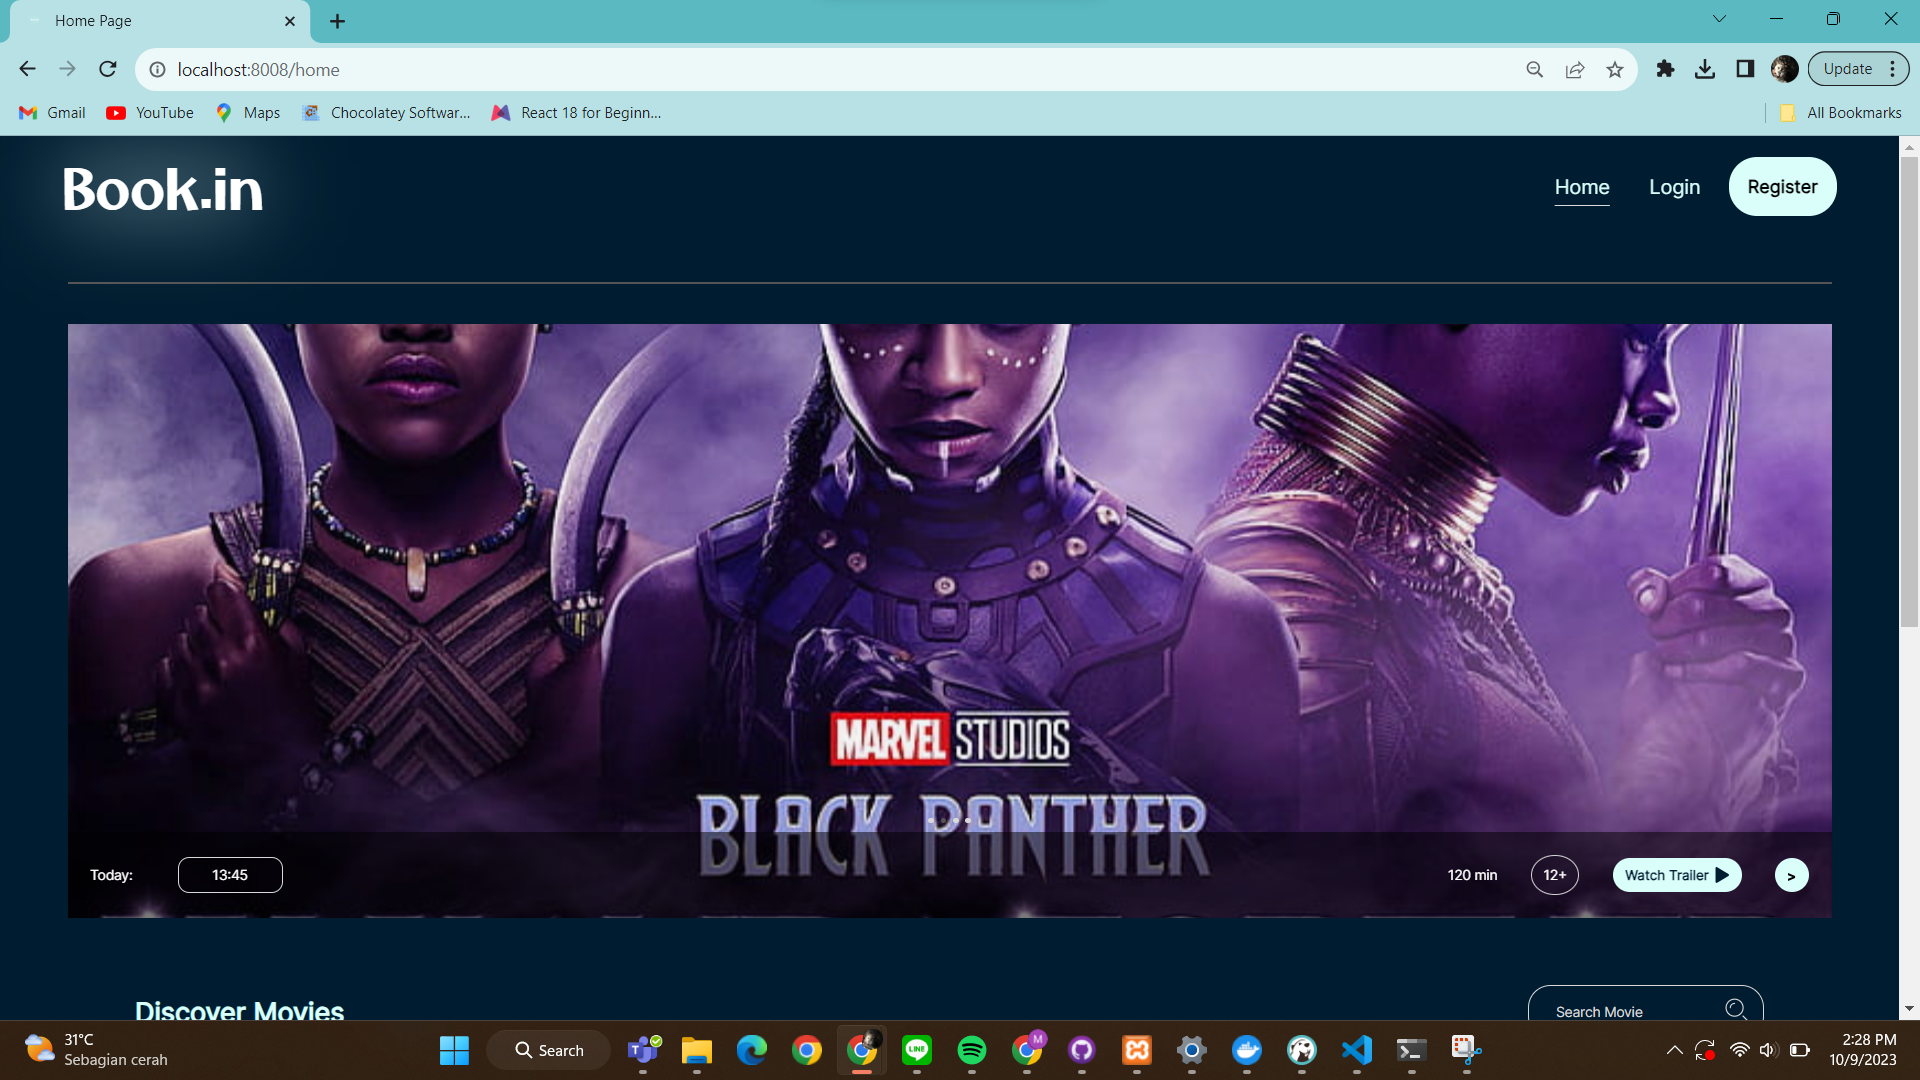 Home Page
localhost:8008/home
Update
Gmail
YouTube
Maps
Chocolatey Softwar...
React 18 for Beginn...
All Bookmarks
Book.in
Home
Login
Register
MARVEL STUDIOS
BLACK PANTHER
Today:
13:45
120 min
12+
Watch Trailer
>
Discover Movies
Search Movie
31°C
Sebagian cerah
Search
LINE
M
2:28 PM
10/9/2023